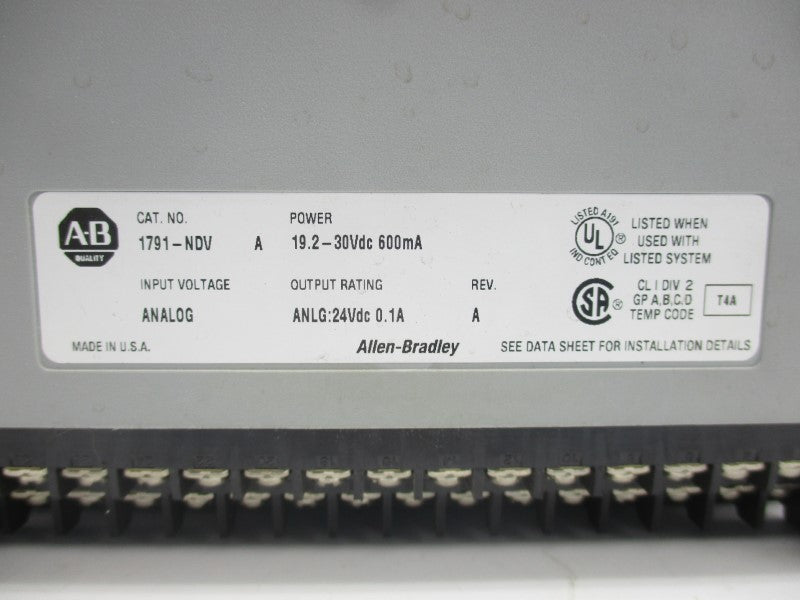 A-B
QUALITY
CAT. NO. POWER
1791-NDV A 19.2-30Vdc 600mA
INPUT VOLTAGE OUTPUT RATING REV.
ANALOG ANLG:24Vdc 0.1A A
MADE IN U.S.A. Allen-Bradley SEE DATA SHEET FOR INSTALLATION DETAILS
LISTED A191
UL ®
IND CONT EQ
LISTED WHEN
USED WITH
LISTED SYSTEM
SA ®
CL I DIV 2
GP A,B,C,D
TEMP CODE
T4A